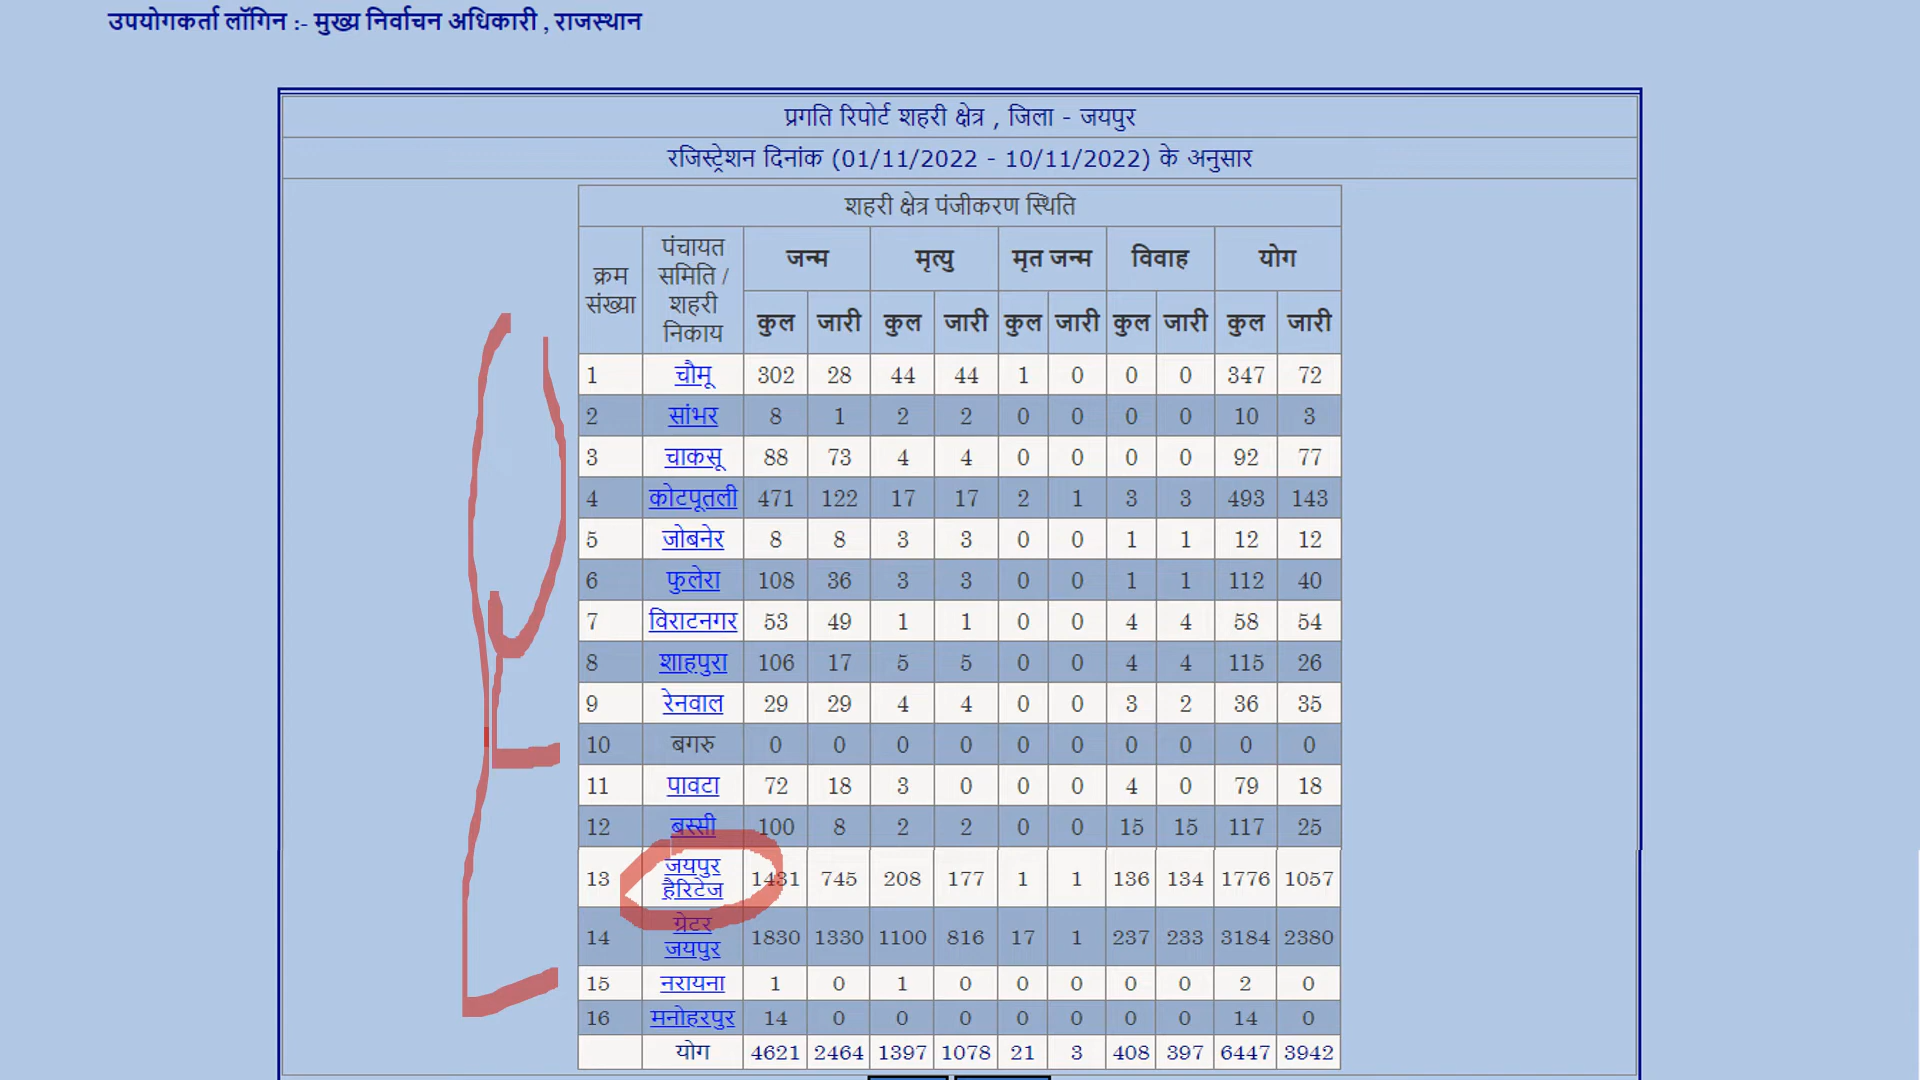 उपयोगकर्ता लॉगिन :- मुख्य निर्वाचन अधिकारी , राजस्थान
प्रगति रिपोर्ट शहरी क्षेत्र , जिला - जयपुर
रजिस्ट्रेशन दिनांक (01/11/2022 - 10/11/2022) के अनुसार
शहरी क्षेत्र पंजीकरण स्थिति
क्रम संख्या पंचायत समिति / शहरी निकाय जन्म मृत्यु मृत जन्म विवाह योग
कुल जारी कुल जारी कुल जारी कुल जारी कुल जारी
1 चौमू 302 28 44 44 1 0 0 0 347 72
2 सांभर 8 1 2 2 0 0 0 0 10 3
3 चाकसू 88 73 4 4 0 0 0 0 92 77
4 कोटपूतली 471 122 17 17 2 1 3 3 493 143
5 जोबनेर 8 8 3 3 0 0 1 1 12 12
6 फुलेरा 108 36 3 3 0 0 1 1 112 40
7 विराटनगर 53 49 1 1 0 0 4 4 58 54
8 शाहपुरा 106 17 5 5 0 0 4 4 115 26
9 रेनवाल 29 29 4 4 0 0 3 2 36 35
10 बगरु 0 0 0 0 0 0 0 0 0 0
11 पावटा 72 18 3 0 0 0 4 0 79 18
12 बस्सी 100 8 2 2 0 0 15 15 117 25
13 जयपुर हैरिटेज 1431 745 208 177 1 1 136 134 1776 1057
14 ग्रेटर जयपुर 1830 1330 1100 816 17 1 237 233 3184 2380
15 नरायना 1 0 1 0 0 0 0 0 2 0
16 मनोहरपुर 14 0 0 0 0 0 0 0 14 0
योग 4621 2464 1397 1078 21 3 408 397 6447 3942